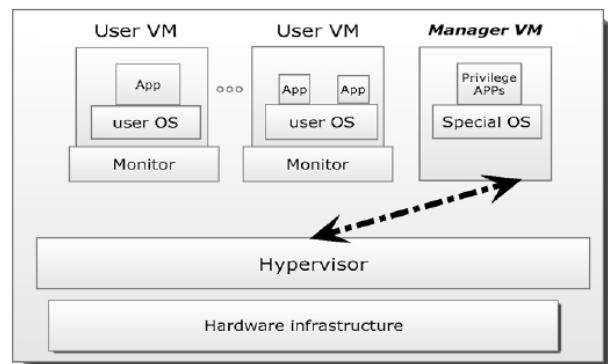 User VM
User VM
Manager VM
App
App
App
Privilege
APPs
user OS
user OS
Special OS
Monitor
Monitor
Hypervisor
Hardware infrastructure